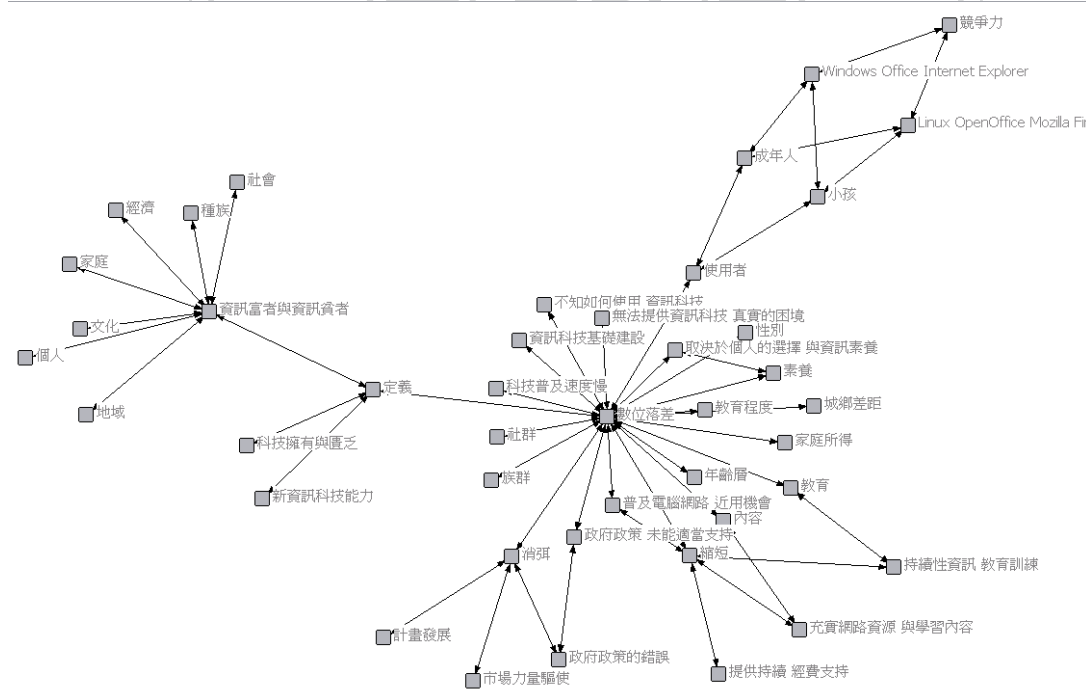 競爭力
Windows Office Internet Explorer
Linux OpenOffice Mozilla Fir
成年人
社會
小孩
經濟
種族
家庭
使用者
資訊富者與資訊貧者
不知如何使用 資訊科技
無法提供資訊科技 真實的困境
文化
性別
資訊科技基礎建設
取決於個人的選擇 與資訊素養
個人
素養
定義
科技普及速度慢
地域
數位落差
教育程度
城鄉差距
社群
家庭所得
科技擁有與匱乏
族群
年齡層
教育
新資訊科技能力
普及電腦網路 近用機會
內容
政府政策 未能適當支持
消弭
縮短
持續性資訊 教育訓練
計畫發展
充實網路資源 與學習內容
政府政策的錯誤
市場力量驅使
提供持續 經費支持